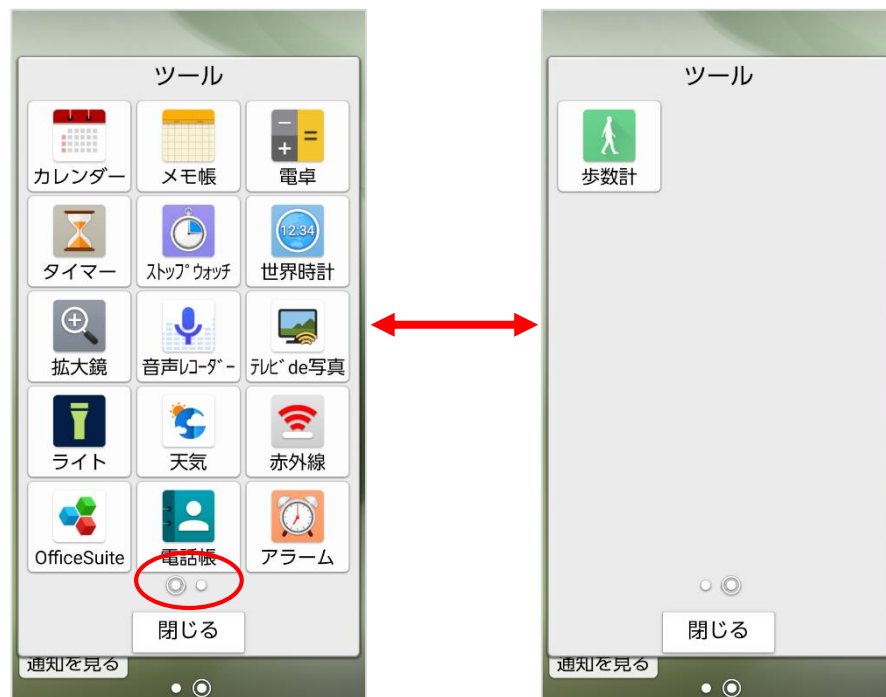 ツール
カレンダー
メモ帳
電卓
タイマー
ｽﾄｯﾌﾟｳｫｯﾁ
12:34
世界時計
拡大鏡
音声ﾚｺｰﾀﾞｰ
ﾃﾚﾋﾞde写真
ライト
天気
赤外線
OfficeSuite
電話帳
アラーム
閉じる
通知を見る
ツール
歩数計
閉じる
通知を見る